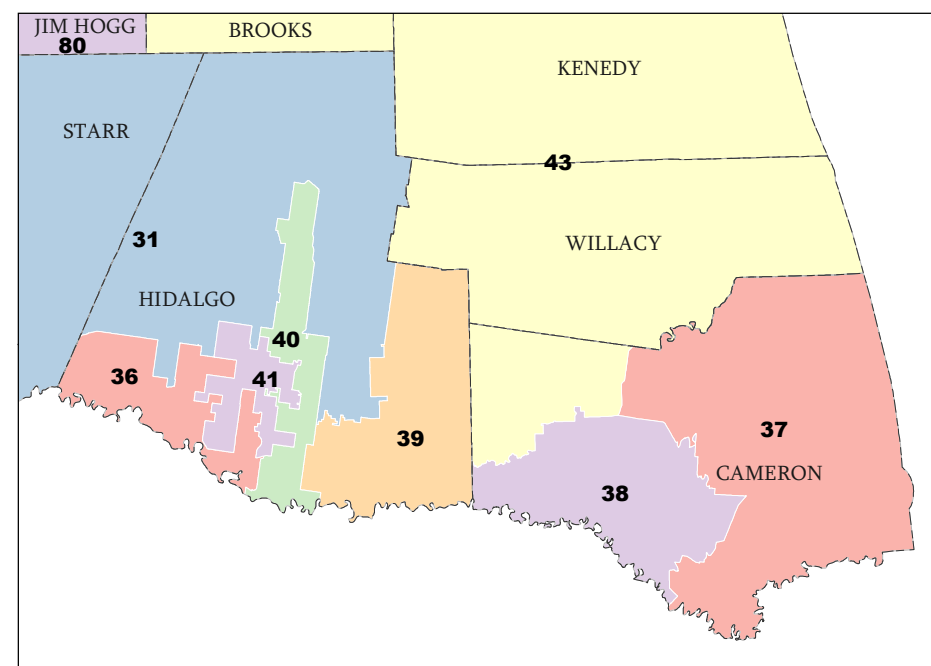 JIM HOGG
80
BROOKS
KENEDY
STARR
43
31
WILLACY
HIDALGO
40
36
41
37
39
CAMERON
38